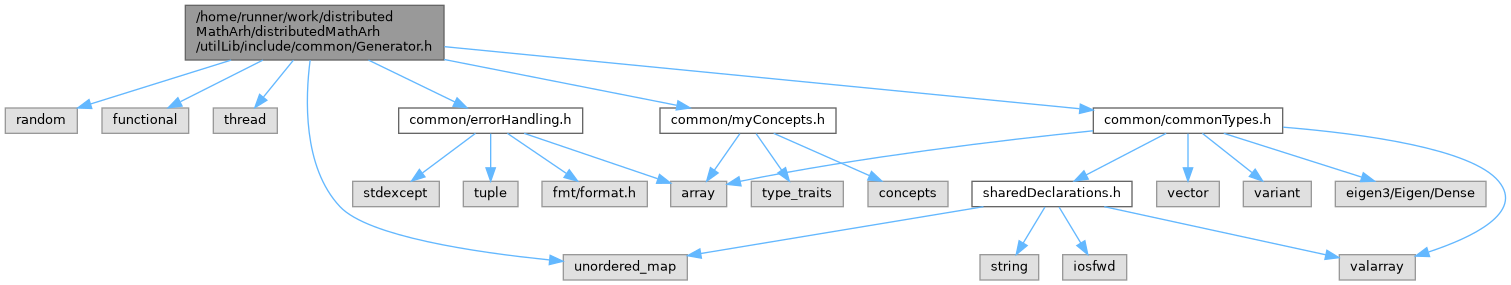 /home/runner/work/distributed
MathArh/distributedMathArh
/utilLib/include/common/Generator.h
random
functional
thread
common/errorHandling.h
common/myConcepts.h
common/commonTypes.h
stdexcept
tuple
fmt/format.h
array
type_traits
concepts
sharedDeclarations.h
vector
variant
eigen3/Eigen/Dense
unordered_map
string
iosfwd
valarray